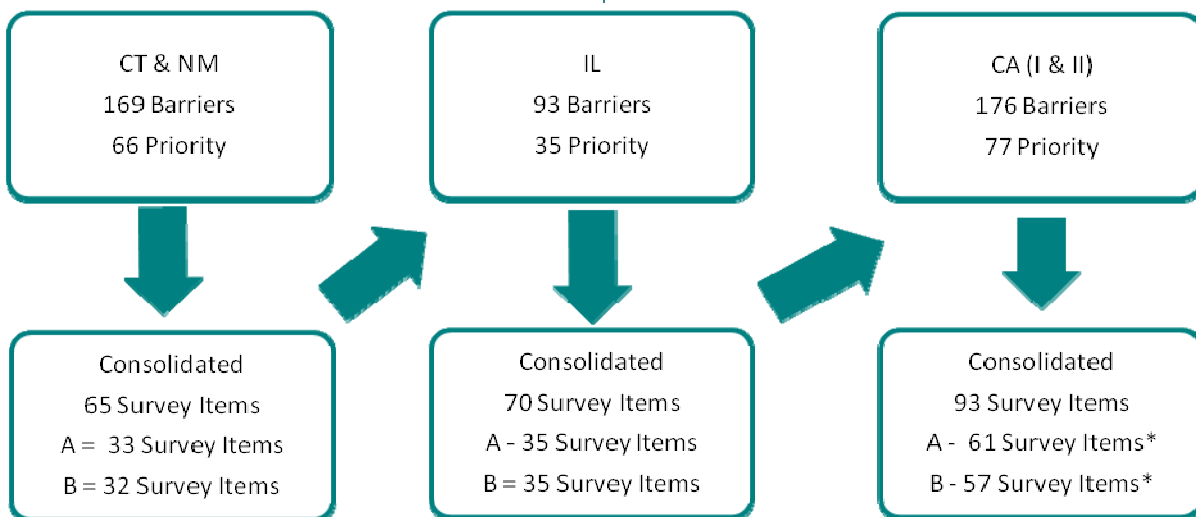 CT & NM
169 Barriers
66 Priority
IL
93 Barriers
35 Priority
CA (I & II)
176 Barriers
77 Priority
Consolidated
65 Survey Items
A = 33 Survey Items
B = 32 Survey Items
Consolidated
70 Survey Items
A - 35 Survey Items
B = 35 Survey Items
Consolidated
93 Survey Items
A - 61 Survey Items*
B - 57 Survey Items*